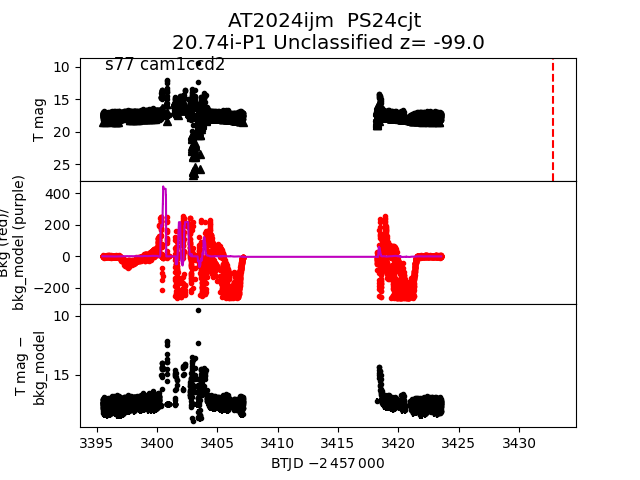 AT2024ijm  PS24cjt
20.74i-P1 Unclassified z= -99.0
s77 cam1ccd2
10
15
20
25
T mag
400
200
0
−200
Bkg (red)/
bkg_model (purple)
10
15
T mag −
bkg_model
3395
3400
3405
3410
3415
3420
3425
3430
BTJD −2 457 000